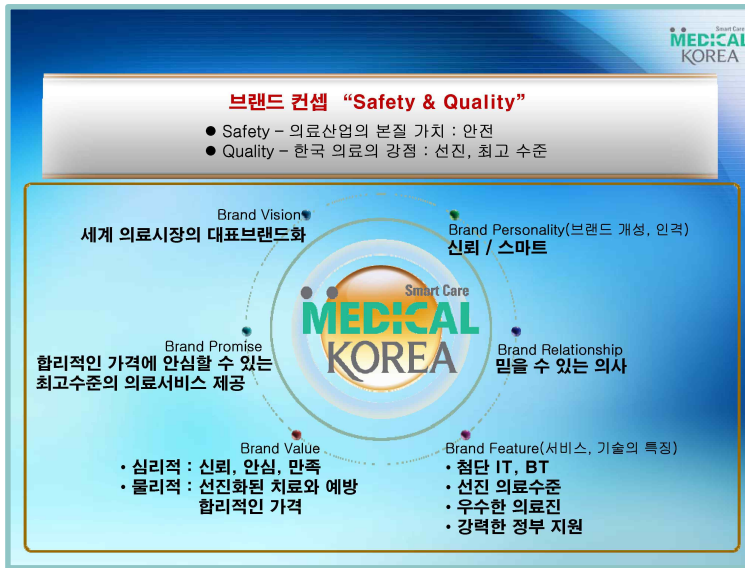 Smart Care
MEDICAL
KOREA
브랜드 컨셉 “Safety & Quality”
● Safety – 의료산업의 본질 가치 : 안전
● Quality – 한국 의료의 강점 : 선진, 최고 수준
Brand Vision
세계 의료시장의 대표브랜드화
Brand Personality(브랜드 개성, 인격)
신뢰 / 스마트
Smart Care
MEDICAL
KOREA
Brand Promise
합리적인 가격에 안심할 수 있는
최고수준의 의료서비스 제공
Brand Relationship
믿을 수 있는 의사
Brand Value
· 심리적 : 신뢰, 안심, 만족
· 물리적 : 선진화된 치료와 예방
합리적인 가격
Brand Feature(서비스, 기술의 특징)
· 첨단 IT, BT
· 선진 의료수준
· 우수한 의료진
· 강력한 정부 지원